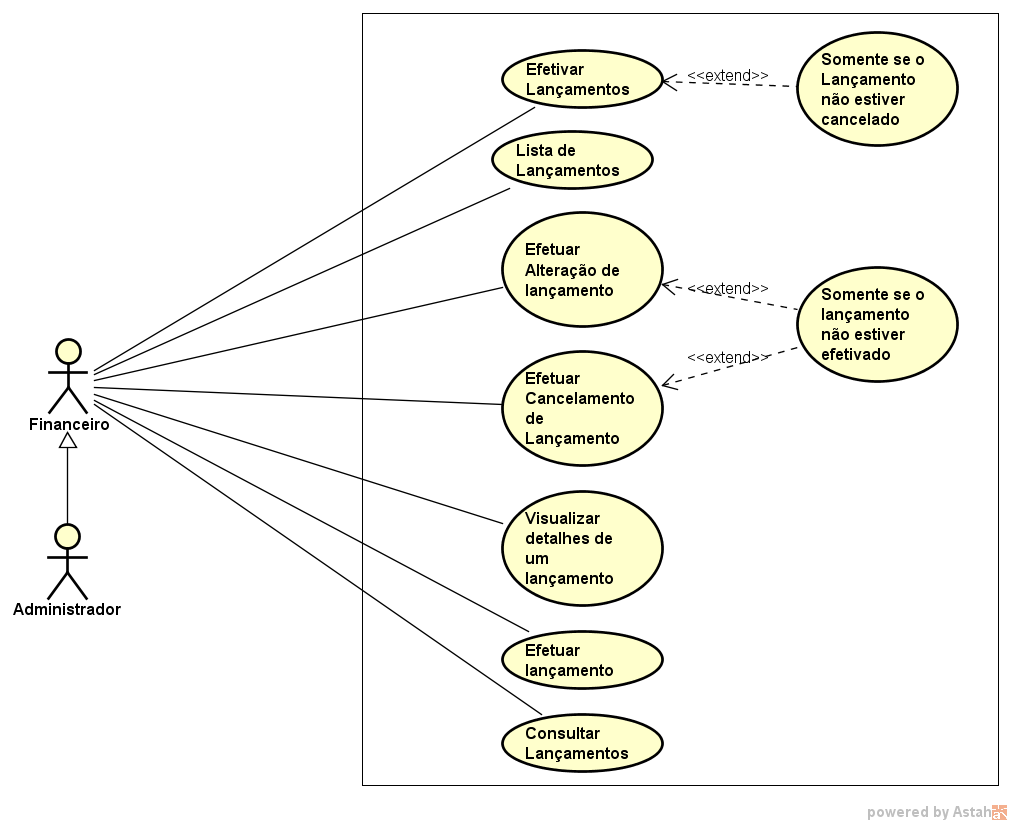 Efetivar
Lançamentos
<<extend>>
Somente se o
Lançamento
não estiver
cancelado
Lista de
Lançamentos
Efetuar
Alteração de
lançamento
<<extend>>
Somente se o
lançamento
não estiver
efetivado
<<extend>>
Efetuar
Cancelamento
de
Lançamento
Financeiro
Visualizar
detalhes de
um
lançamento
Administrador
Efetuar
lançamento
Consultar
Lançamentos
powered by Astah